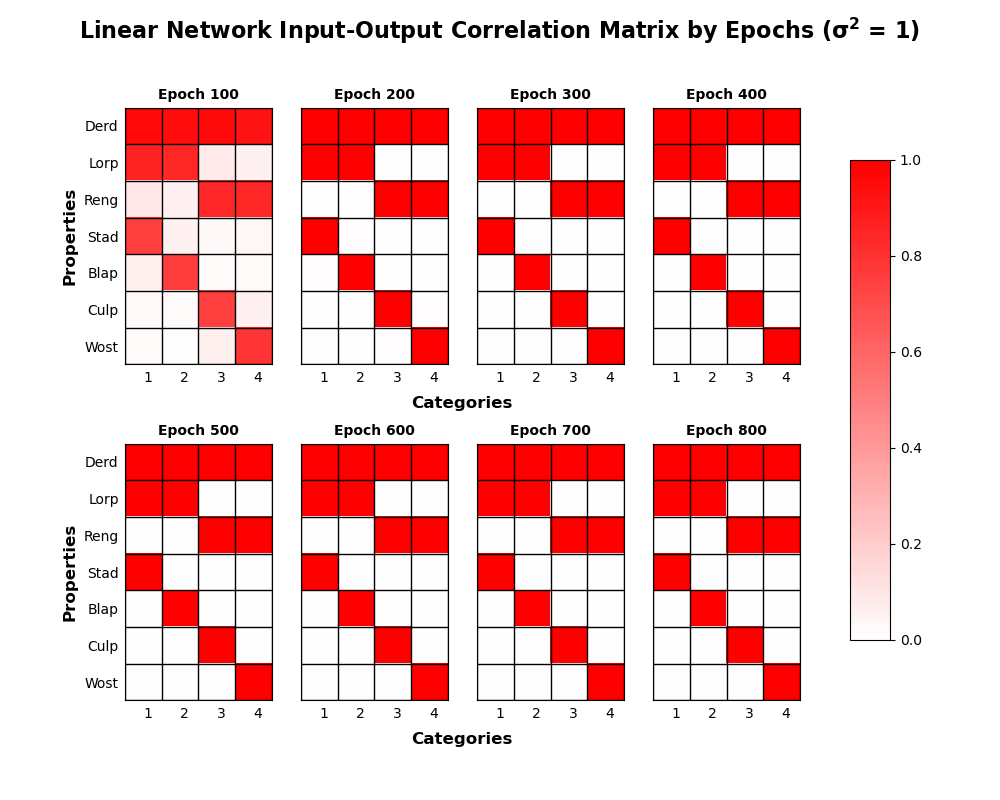 Linear Network Input-Output Correlation Matrix by Epochs (σ² = 1)
Epoch 100 Epoch 200 Epoch 300 Epoch 400
Properties
Derd
Lorp
Reng
Stad
Blap
Culp
Wost
1 2 3 4 1 2 3 4 1 2 3 4 1 2 3 4
Categories
Epoch 500 Epoch 600 Epoch 700 Epoch 800
Properties
Derd
Lorp
Reng
Stad
Blap
Culp
Wost
1 2 3 4 1 2 3 4 1 2 3 4 1 2 3 4
Categories
1.0
0.8
0.6
0.4
0.2
0.0